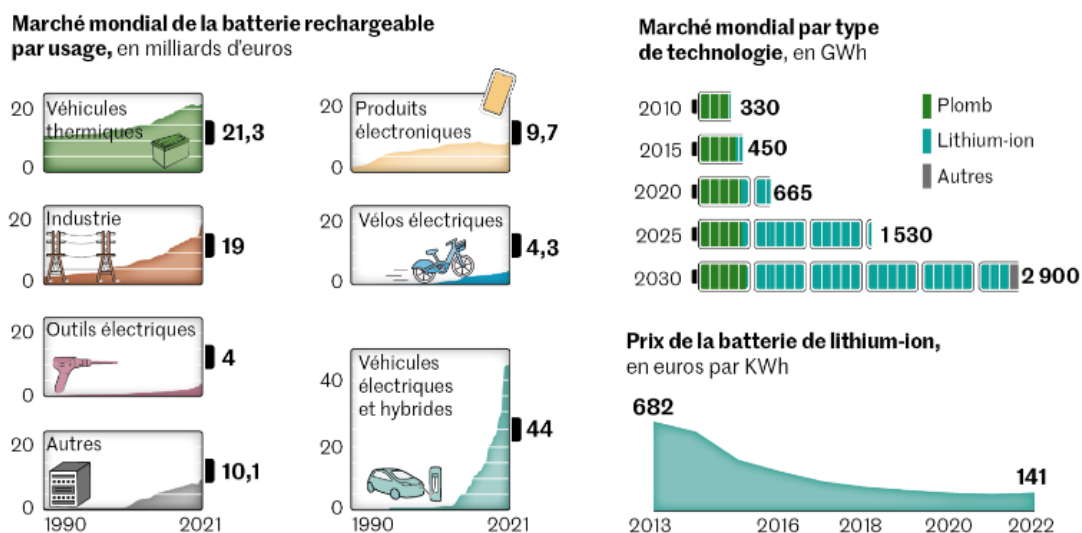 Marché mondial de la batterie rechargeable
par usage, en milliards d'euros
20
Véhicules
thermiques
0
21,3
20
Produits
électroniques
0
9,7
20
Industrie
0
19
20
Vélos électriques
0
4,3
20
Outils électriques
0
4
20
Autres
0
10,1
1990
2021
40
Véhicules
électriques
et hybrides
20
0
44
1990
2021
Marché mondial par type
de technologie, en GWh
2010
330
2015
450
2020
665
2025
1 530
2030
2 900
Plomb
Lithium-ion
Autres
Prix de la batterie de lithium-ion,
en euros par KWh
682
141
2013
2016
2018
2020
2022